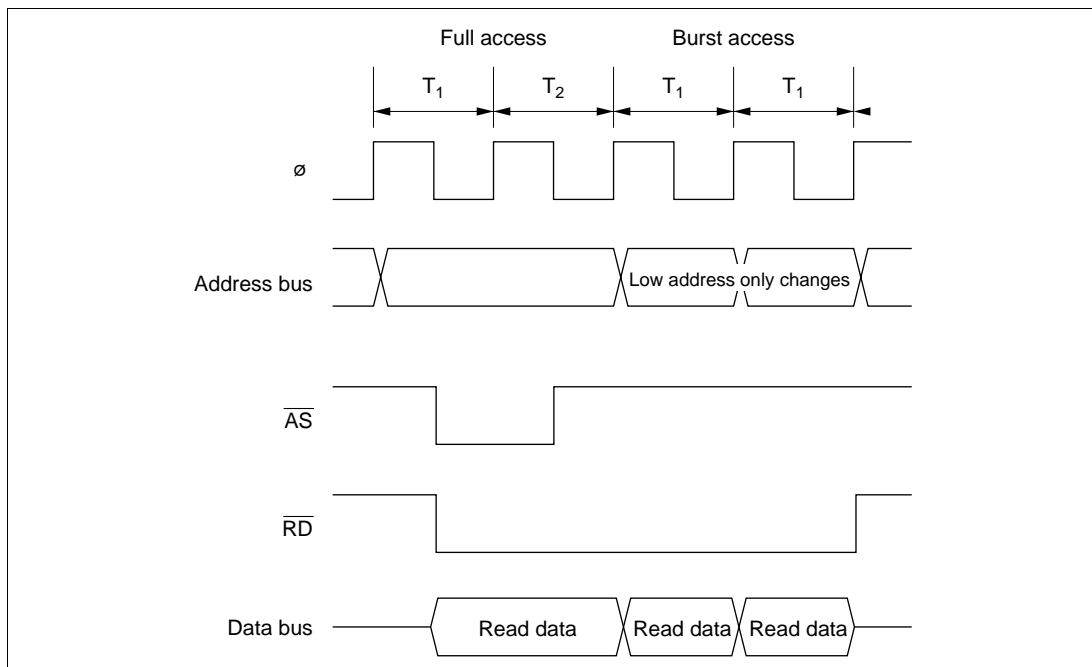 Full access Burst access
T1 T2 T1 T1
ø
Address bus Low address only changes
AS
RD
Data bus Read data Read data Read data